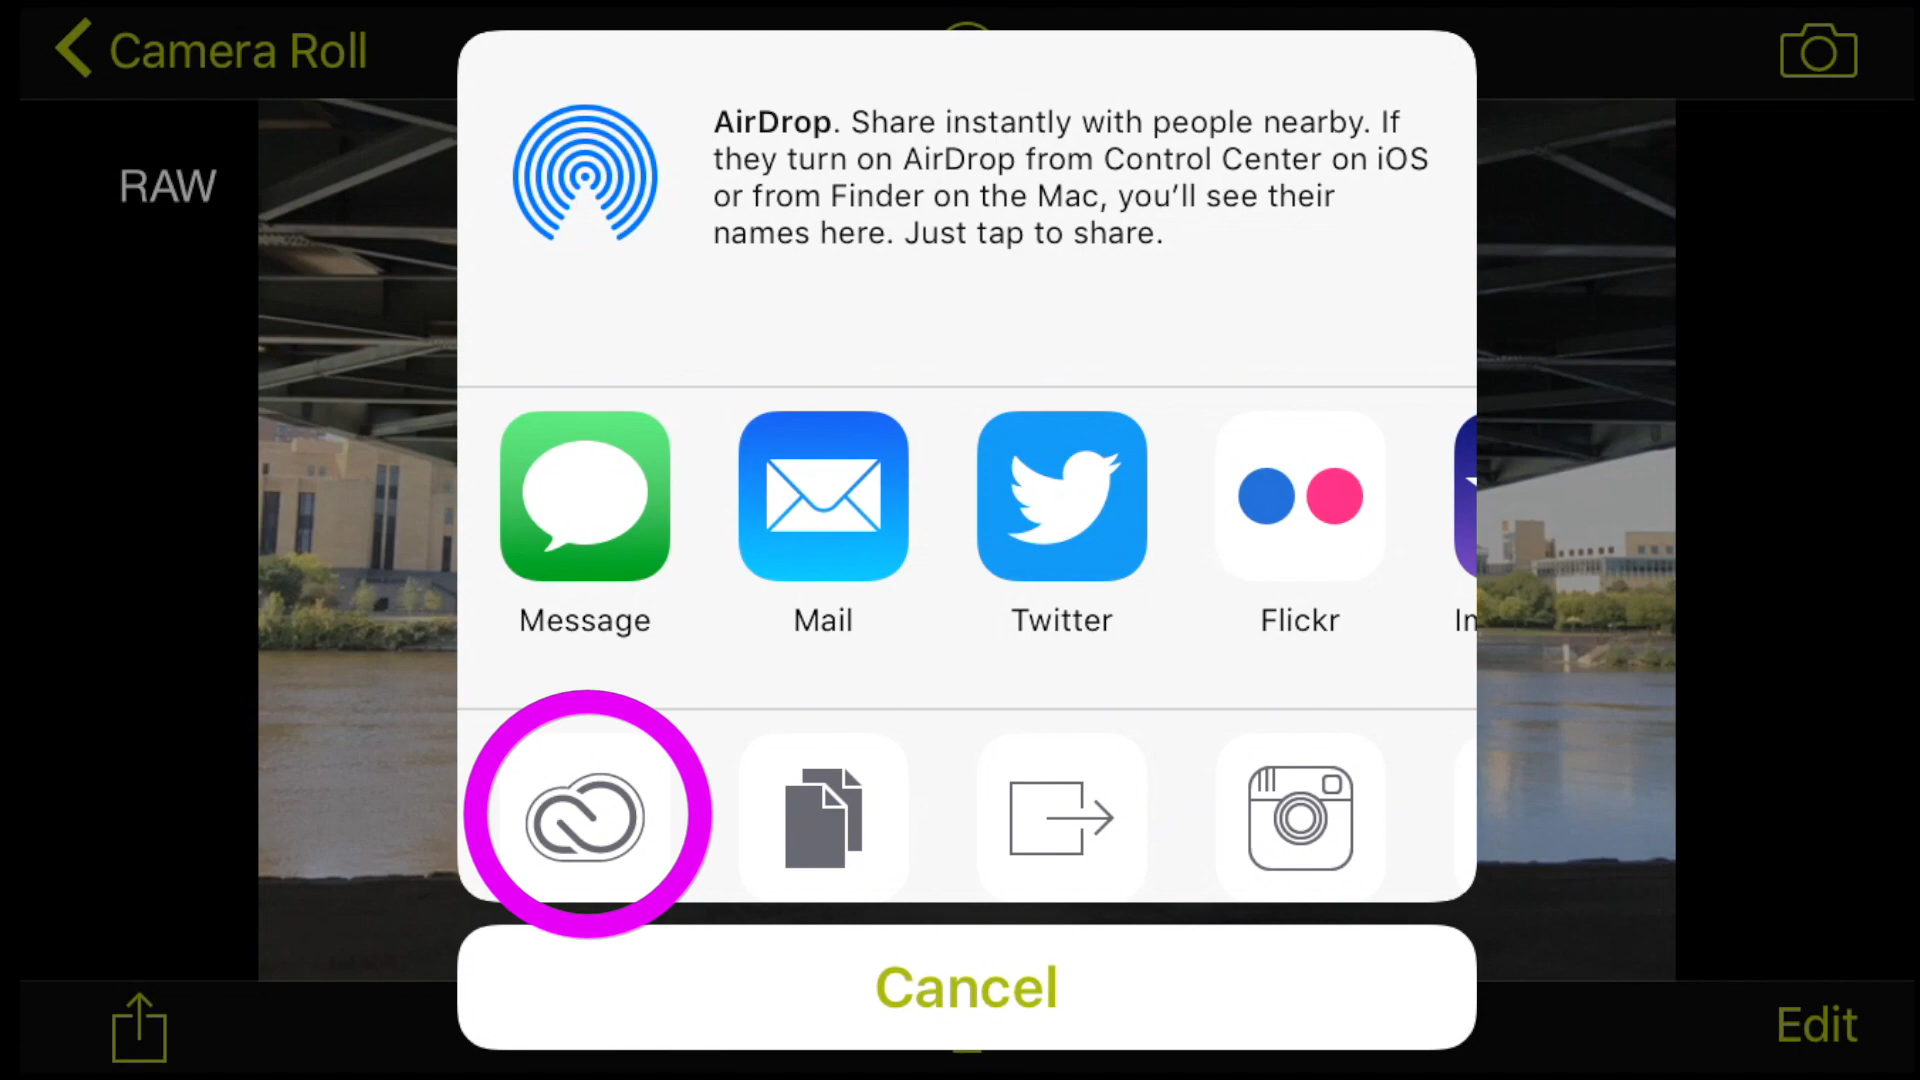 Camera Roll
RAW
AirDrop. Share instantly with people nearby. If
they turn on AirDrop from Control Center on iOS
or from Finder on the Mac, you’ll see their
names here. Just tap to share.
Message Mail Twitter Flickr
Cancel
Edit